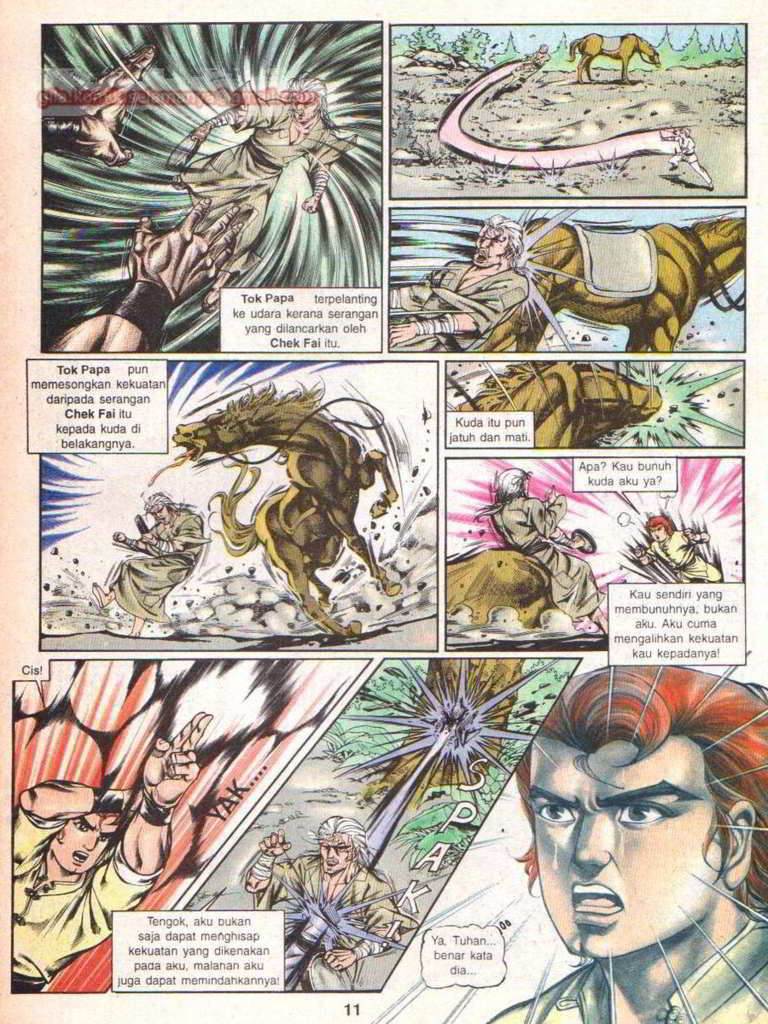 Tok Papa terpelanting
ke udara kerana serangan
yang dilancarkan oleh
Chek Fai itu.
Tok Papa pun
memesongkan kekuatan
daripada serangan
Chek Fai itu
kepada kuda di
belakangnya.
Kuda itu pun
jatuh dan mati.
Apa? Kau bunuh
kuda aku ya?
Kau sendiri yang
membunuhnya, bukan
aku. Aku cuma
mengalihkan kekuatan
kau kepadanya!
Cis!
YAK....
Tengok, aku bukan
saja dapat menghisap
kekuatan yang dikenakan
pada aku, malahan aku
juga dapat memindahkannya!
SPAK
Ya, Tuhan...
benar kata
dia...
11